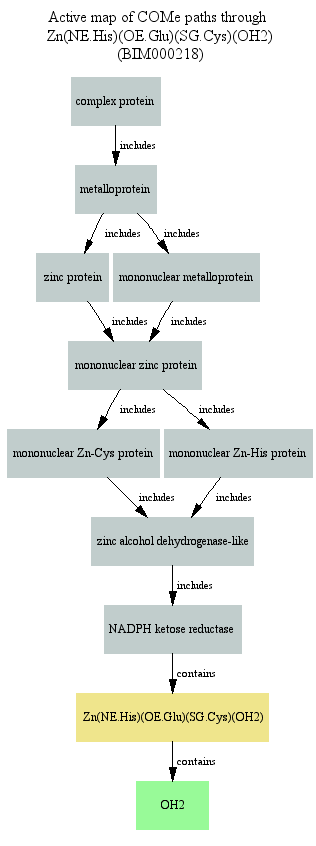 Active map of COMe paths through
Zn(NE.His)(OE.Glu)(SG.Cys)(OH2)
(BIM000218)
complex protein
includes
metalloprotein
includes
includes
zinc protein
mononuclear metalloprotein
includes
includes
mononuclear zinc protein
includes
includes
mononuclear Zn-Cys protein
mononuclear Zn-His protein
includes
includes
zinc alcohol dehydrogenase-like
includes
NADPH ketose reductase
contains
Zn(NE.His)(OE.Glu)(SG.Cys)(OH2)
contains
OH2